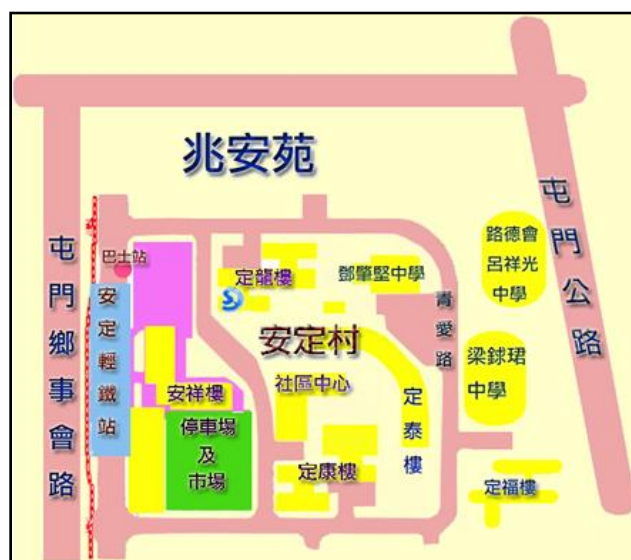 兆安苑
屯門鄉事會路
屯門公路
巴士站
安定輕鐵站
定龍樓
鄧肇堅中學
青愛路
路德會
呂祥光
中學
安定村
社區中心
梁銶琚
中學
定泰樓
安祥樓
停車場
及
市場
定康樓
定福樓